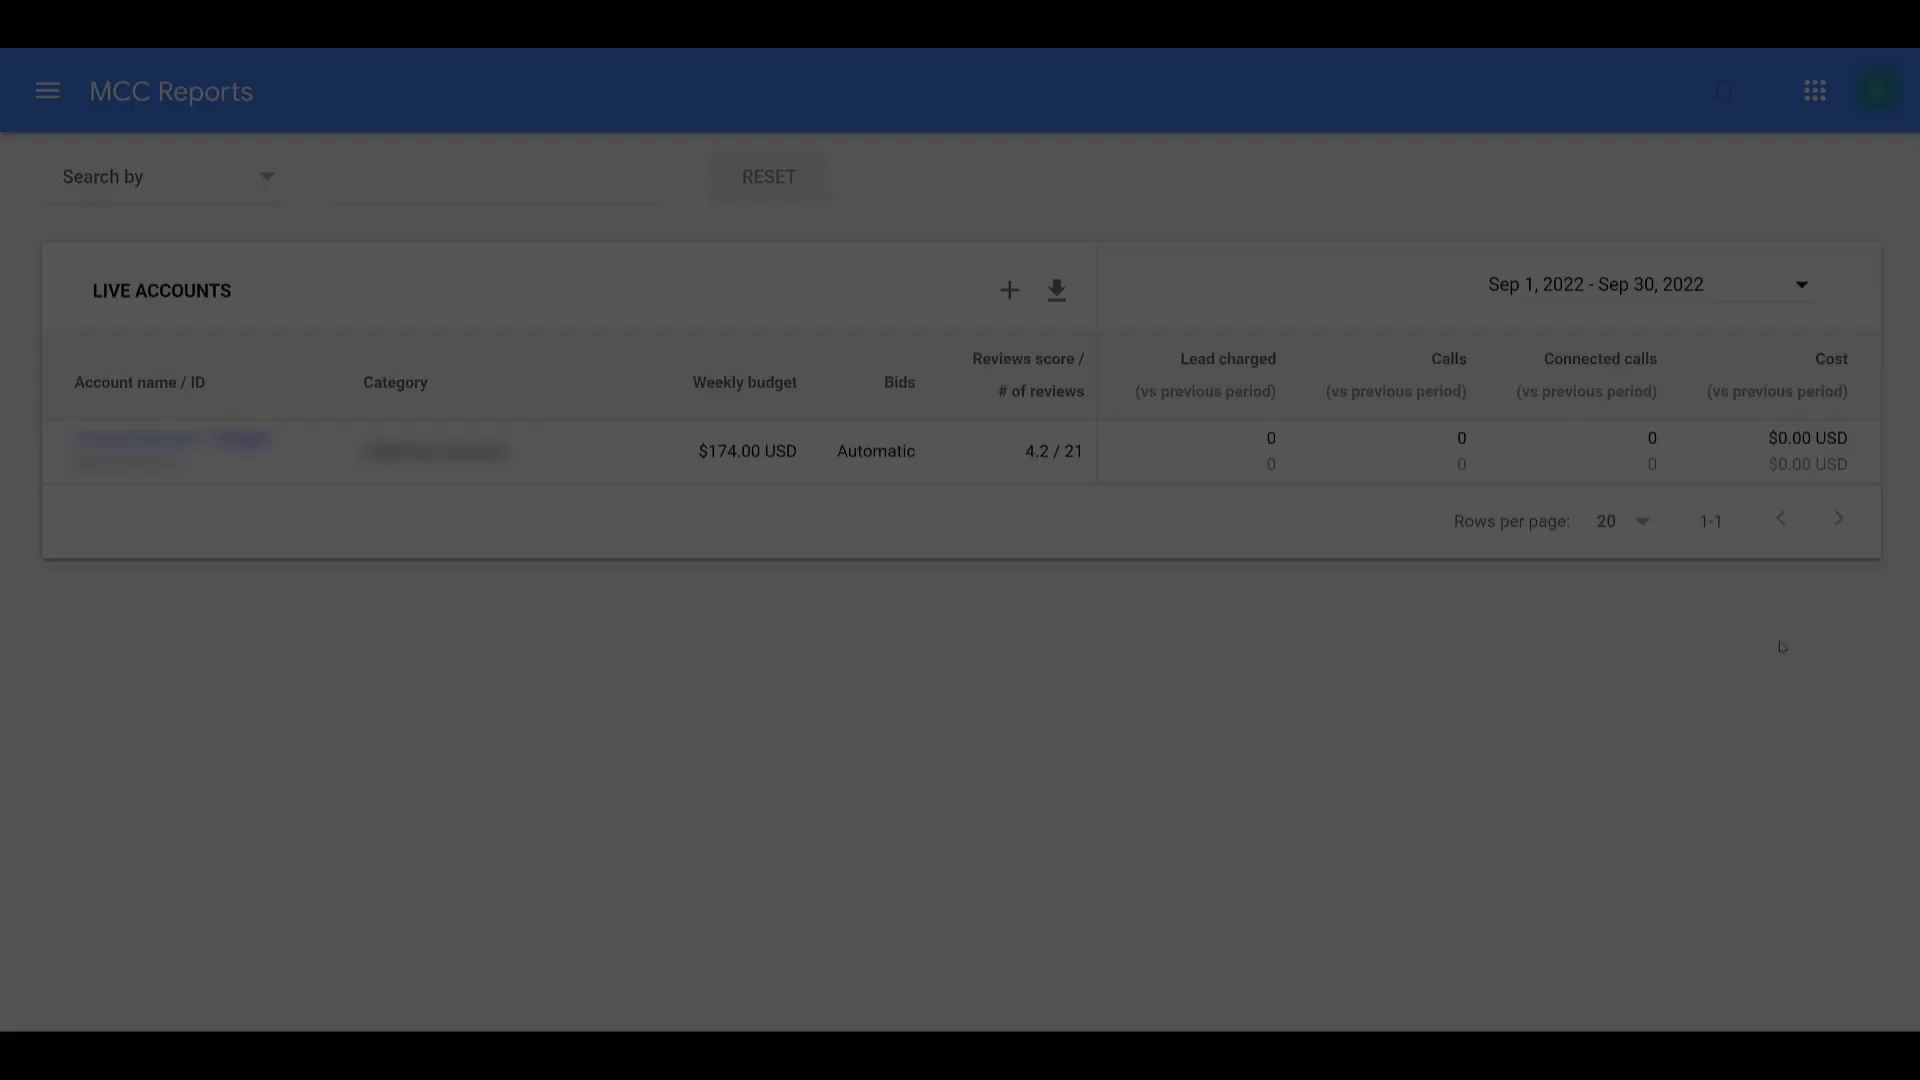 MCC Reports
Search by
RESET
LIVE ACCOUNTS
Sep 1, 2022 - Sep 30, 2022
Account name / ID
Category
Weekly budget
Bids
Reviews score /
# of reviews
Lead charged
(vs previous period)
Calls
(vs previous period)
Connected calls
(vs previous period)
Cost
(vs previous period)
$174.00 USD
Automatic
4.2 / 21
0
0
0
0
0
0
$0.00 USD
$0.00 USD
Rows per page:
20
1-1